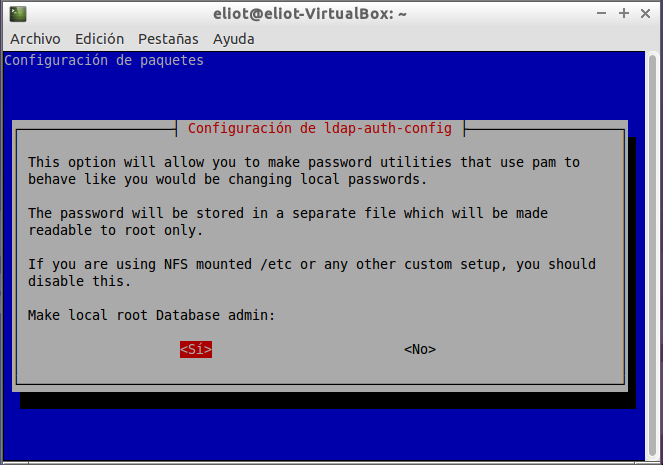 eliot@eliot-VirtualBox: ~
Archivo Edición Pestañas Ayuda
Configuración de paquetes
Configuración de ldap-auth-config
This option will allow you to make password utilities that use pam to
behave like you would be changing local passwords.
The password will be stored in a separate file which will be made
readable to root only.
If you are using NFS mounted /etc or any other custom setup, you should
disable this.
Make local root Database admin:
<Sí> <No>